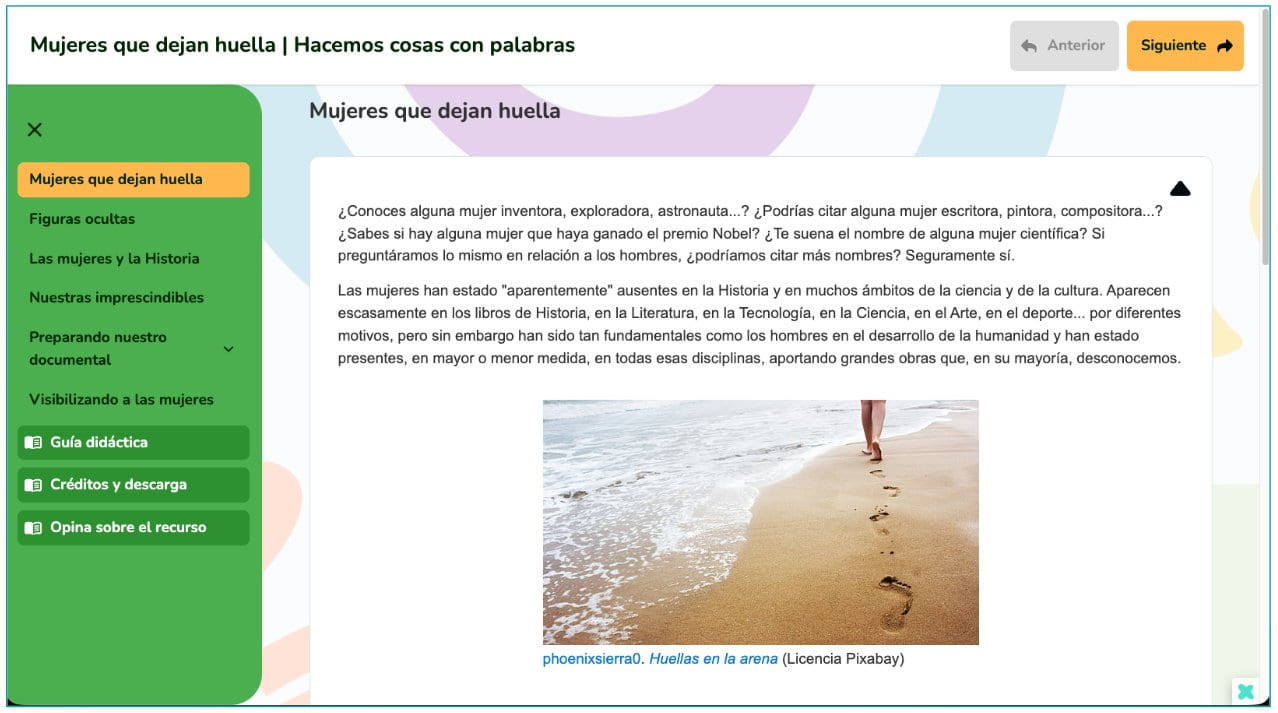 Mujeres que dejan huella | Hacemos cosas con palabras
Anterior
Siguiente
Mujeres que dejan huella
Figuras ocultas
Las mujeres y la Historia
Nuestras imprescindibles
Preparando nuestro
documental
Visibilizando a las mujeres
Guía didáctica
Créditos y descarga
Opina sobre el recurso
Mujeres que dejan huella
¿Conoces alguna mujer inventora, exploradora, astronauta...? ¿Podrías citar alguna mujer escritora, pintora, compositora...?
¿Sabes si hay alguna mujer que haya ganado el premio Nobel? ¿Te suena el nombre de alguna mujer científica? Si
preguntáramos lo mismo en relación a los hombres, ¿podríamos citar más nombres? Seguramente sí.
Las mujeres han estado "aparentemente" ausentes en la Historia y en muchos ámbitos de la ciencia y de la cultura. Aparecen
escasamente en los libros de Historia, en la Literatura, en la Tecnología, en la Ciencia, en el Arte, en el deporte... por diferentes
motivos, pero sin embargo han sido tan fundamentales como los hombres en el desarrollo de la humanidad y han estado
presentes, en mayor o menor medida, en todas esas disciplinas, aportando grandes obras que, en su mayoría, desconocemos.
phoenixsierra0. Huellas en la arena (Licencia Pixabay)